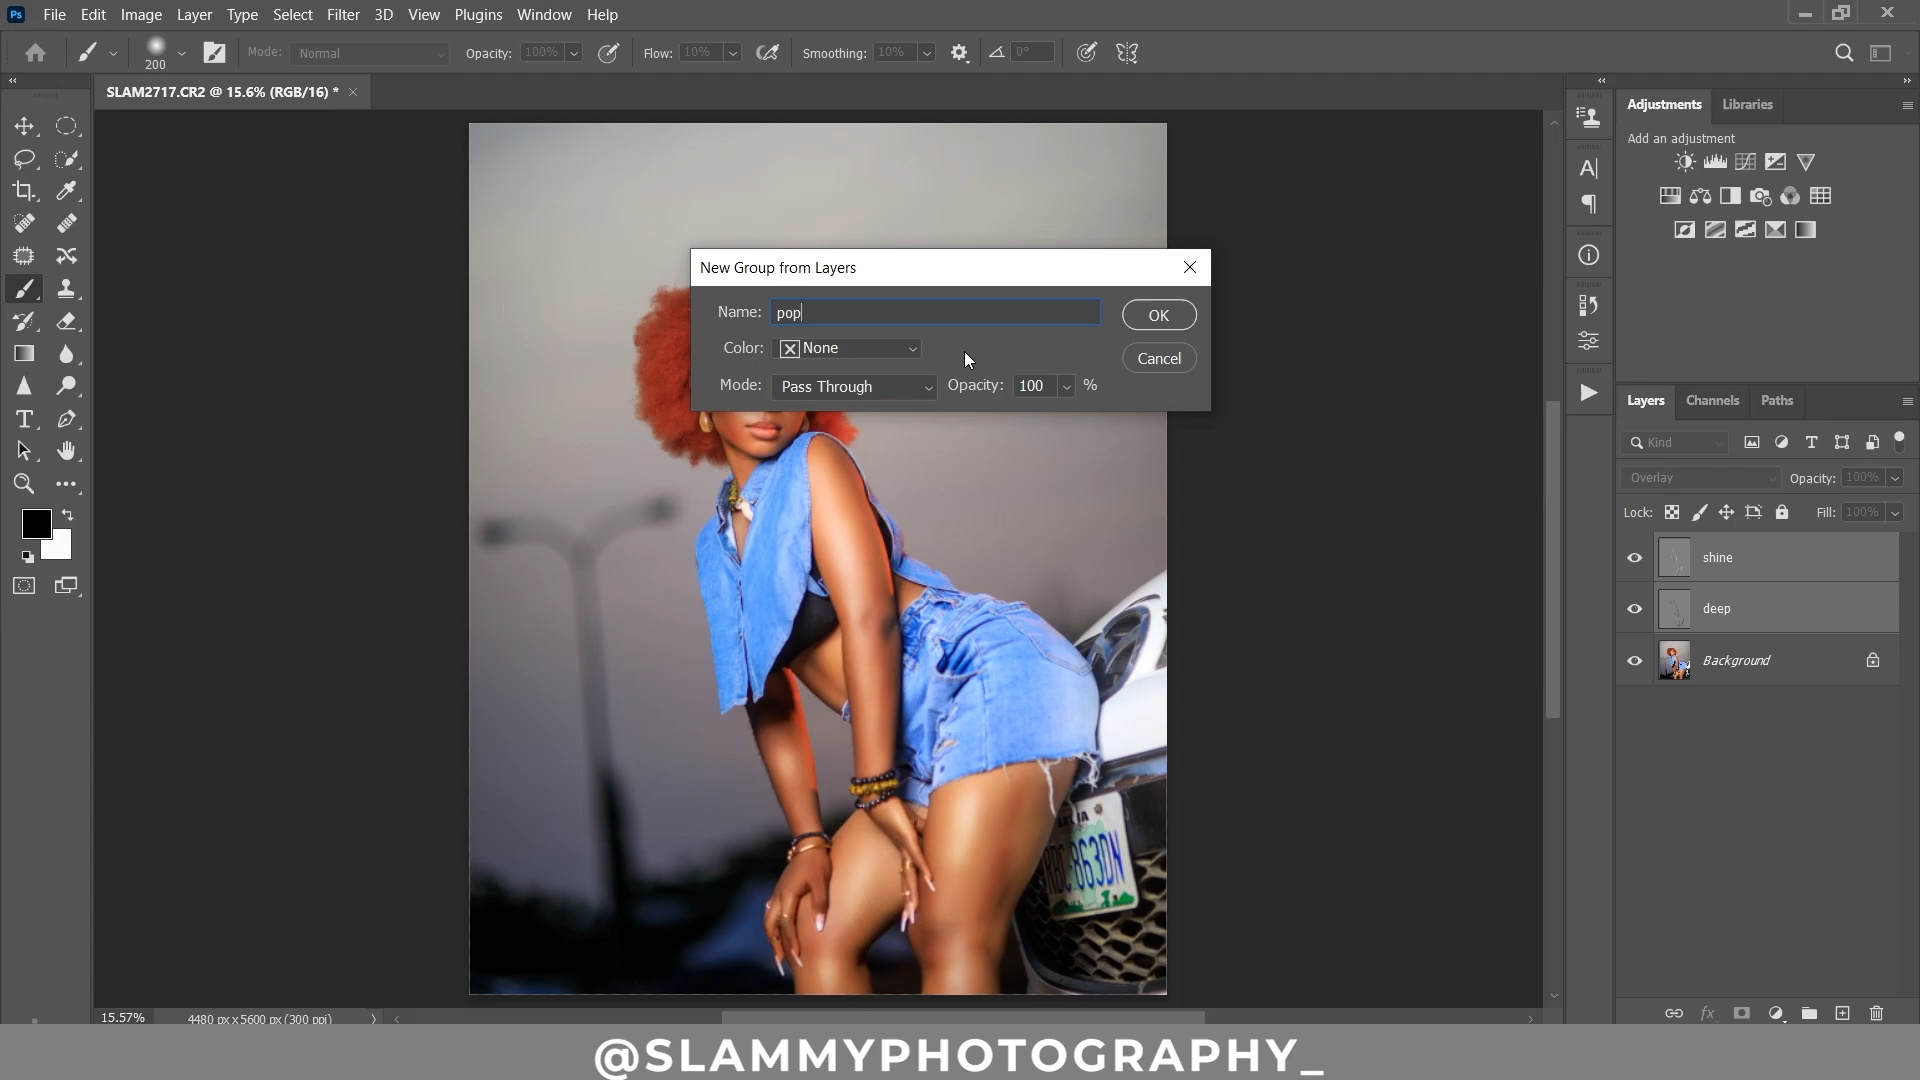 Ps File Edit Image Layer Type Select Filter 3D View Plugins Window Help
200 Mode: Normal Opacity: 100% Flow: 10% Smoothing: 10% 0°
SLAM2717.CR2 @ 15.6% (RGB/16) *
Adjustments Libraries
Add an adjustment
New Group from Layers
Name: pop OK
Color: None Cancel
Mode: Pass Through Opacity: 100 %
Layers Channels Paths
Kind
Overlay Opacity: 100%
Lock: Fill: 100%
shine
deep
Background
863DN
15.57% 4480 px x 5600 px (300 ppi)
@SLAMMYPHOTOGRAPHY_